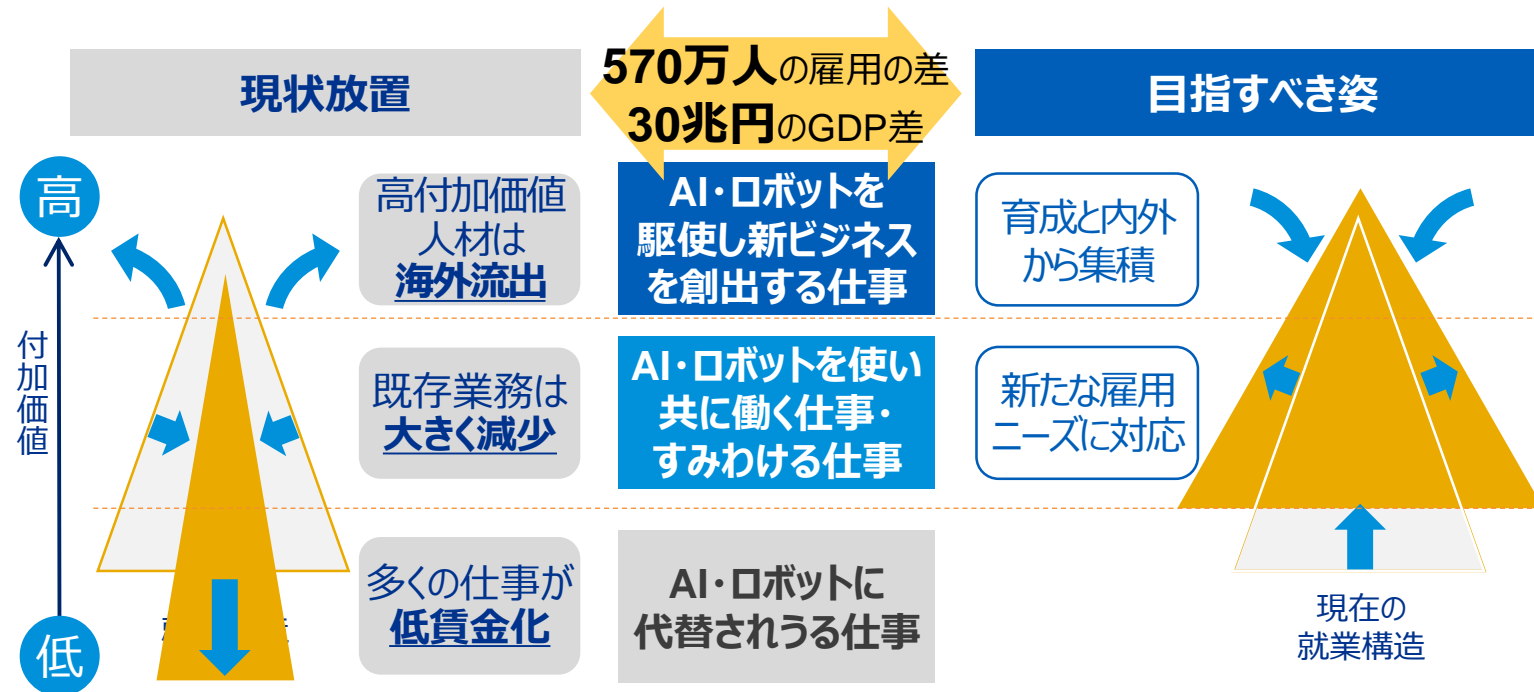 現状放置
570万人の雇用の差
30兆円のGDP差
目指すべき姿
高
付加価値
低
高付加価値
人材は
海外流出
AI・ロボットを
駆使し新ビジネス
を創出する仕事
育成と内外
から集積
既存業務は
大きく減少
AI・ロボットを使い
共に働く仕事・
すみわける仕事
新たな雇用
ニーズに対応
多くの仕事が
低賃金化
AI・ロボットに
代替されうる仕事
現在の
就業構造